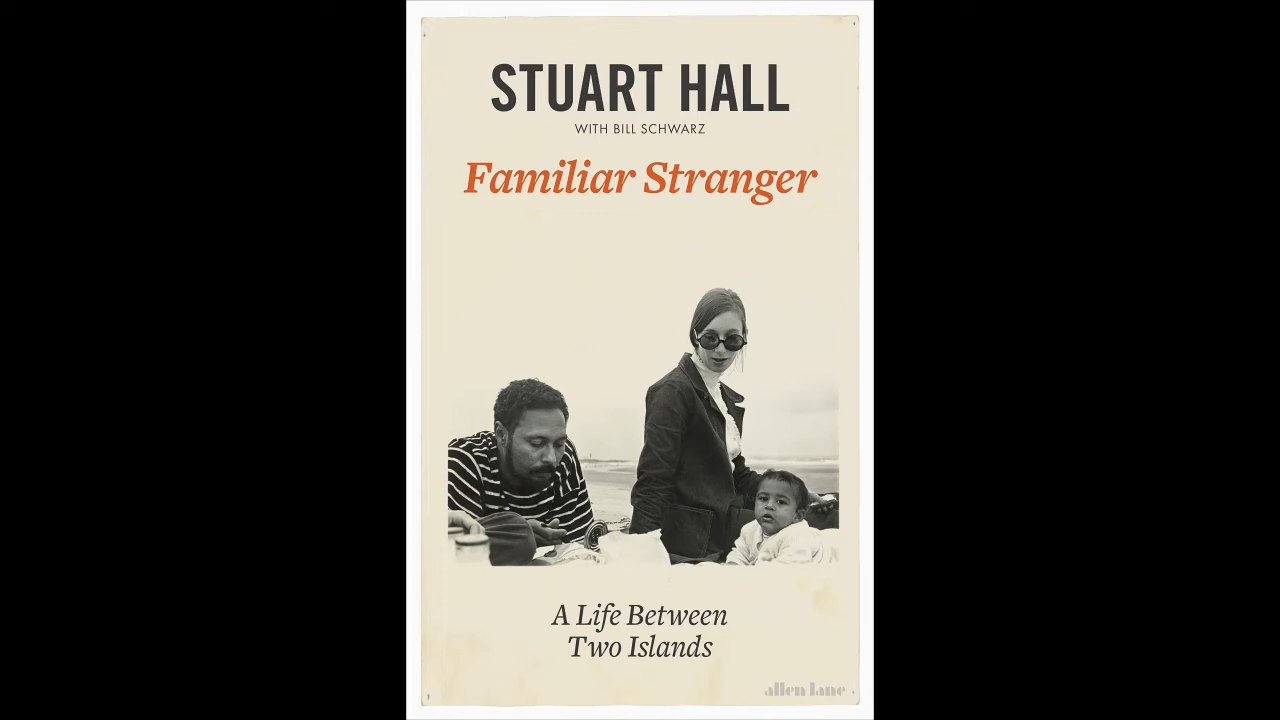 STUART HALL
WITH BILL SCHWARZ
Familiar Stranger
A Life Between
Two Islands
allen lane